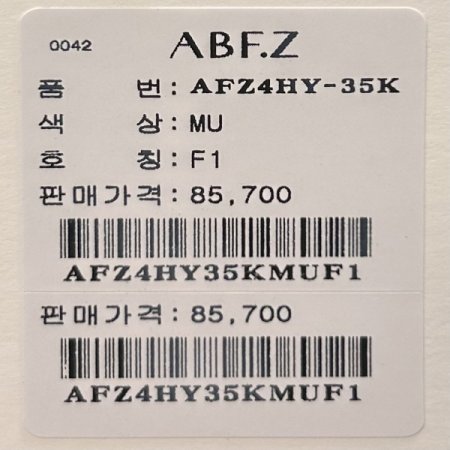 0042 ABF.Z
품 번 : AFZ4HY-35K
색 상 : MU
호 칭 : F1
판매가격 : 85,700
AFZ4HY35KMUF1
판매가격 : 85,700
AFZ4HY35KMUF1